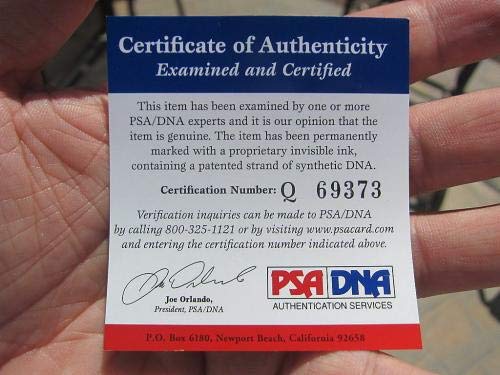 Certificate of Authenticity
Examined and Certified
This item has been examined by one or more
PSA/DNA experts and it is our opinion that the
item is genuine. The item has been permanently
marked with a proprietary invisible ink,
containing a patented strand of synthetic DNA.
Certification Number: Q 69373
Verification inquiries can be made to PSA/DNA
by calling 800-325-1121 or by visiting www.psacard.com
and entering the certification number indicated above.
Joe Orlando,
President, PSA/DNA
PSA DNA
AUTHENTICATION SERVICES
P.O. Box 6180, Newport Beach, California 92658